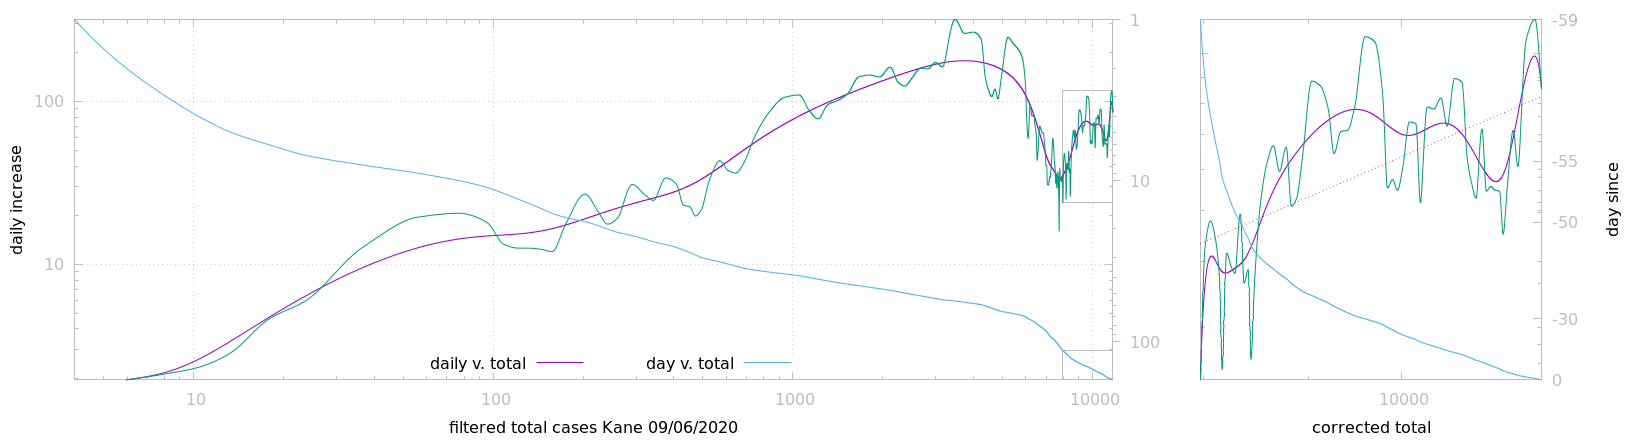 1
-59
100
daily increase
-55
day since
10
-50
10
-30
100
daily v. total
day v. total
0
10
100
1000
10000
10000
filtered total cases Kane 09/06/2020
corrected total